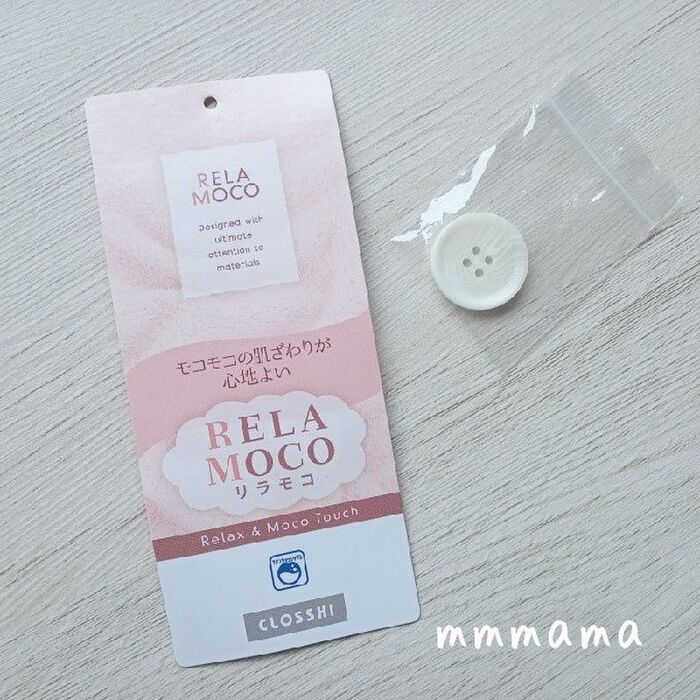 RELA
MOCO
Designed with
ultimate
attention to
materials
モコモコの肌ざわりが
心地よい
RELA
MOCO
リラモコ
Relax & Moco Touch
CLOSSHI
mmmama